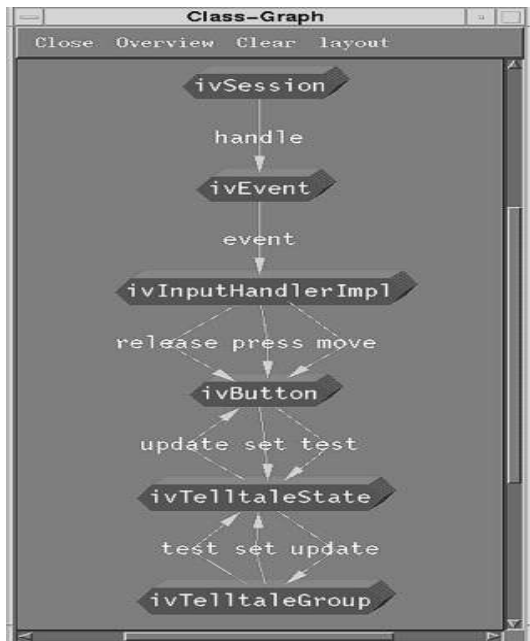 Class-Graph
Close Overview Clear layout
ivSession
handle
ivEvent
event
ivInputHandlerImpl
release press move
ivButton
update set test
ivTelltaleState
test set update
ivTelltaleGroup